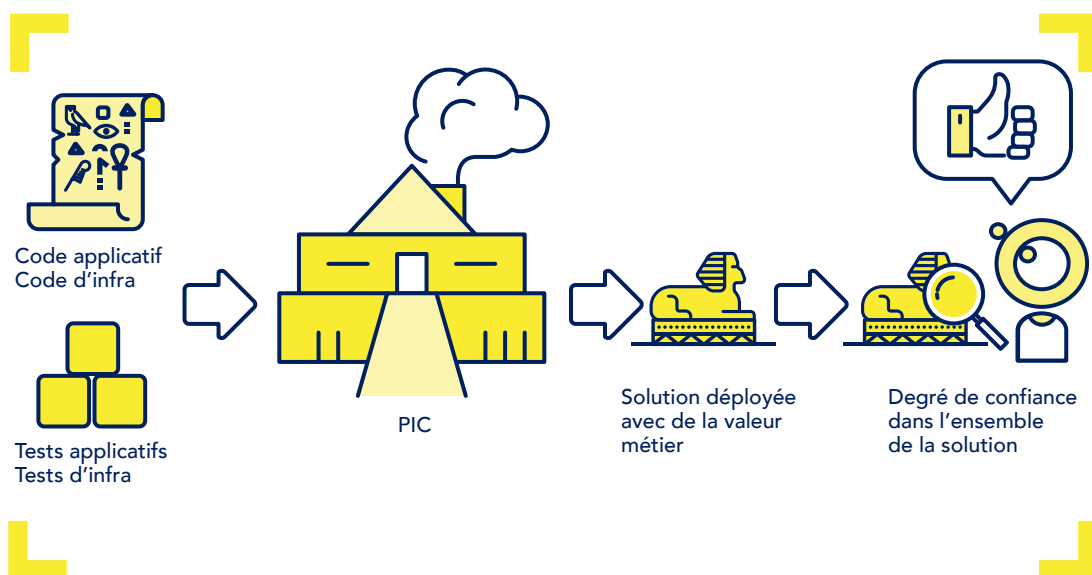 Code applicatif
Code d’infra
Tests applicatifs
Tests d’infra
PIC
Solution déployée
avec de la valeur
métier
Degré de confiance
dans l’ensemble
de la solution